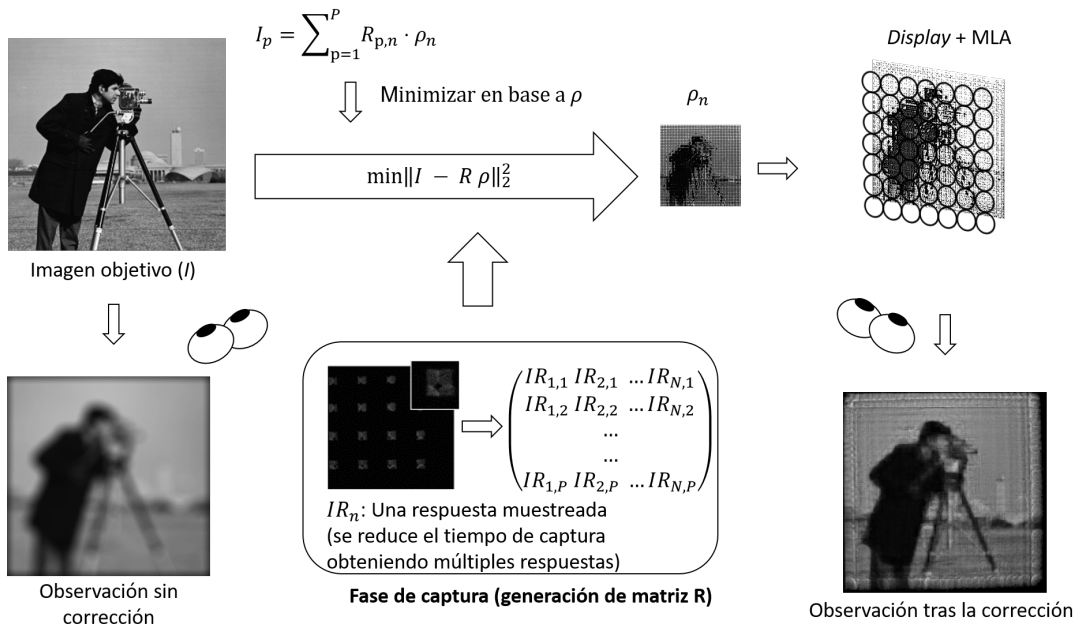 I_p = ∑_{p=1}^{P} R_{p,n} · ρ_n
Minimizar en base a ρ
min‖I − R ρ‖_2^2
ρ_n
Display + MLA
Imagen objetivo (I)
IR_{1,1} IR_{2,1} ... IR_{N,1}
IR_{1,2} IR_{2,2} ... IR_{N,2}
...
...
IR_{1,P} IR_{2,P} ... IR_{N,P}
IR_n: Una respuesta muestreada
(se reduce el tiempo de captura
obteniendo múltiples respuestas)
Fase de captura (generación de matriz R)
Observación sin
corrección
Observación tras la corrección